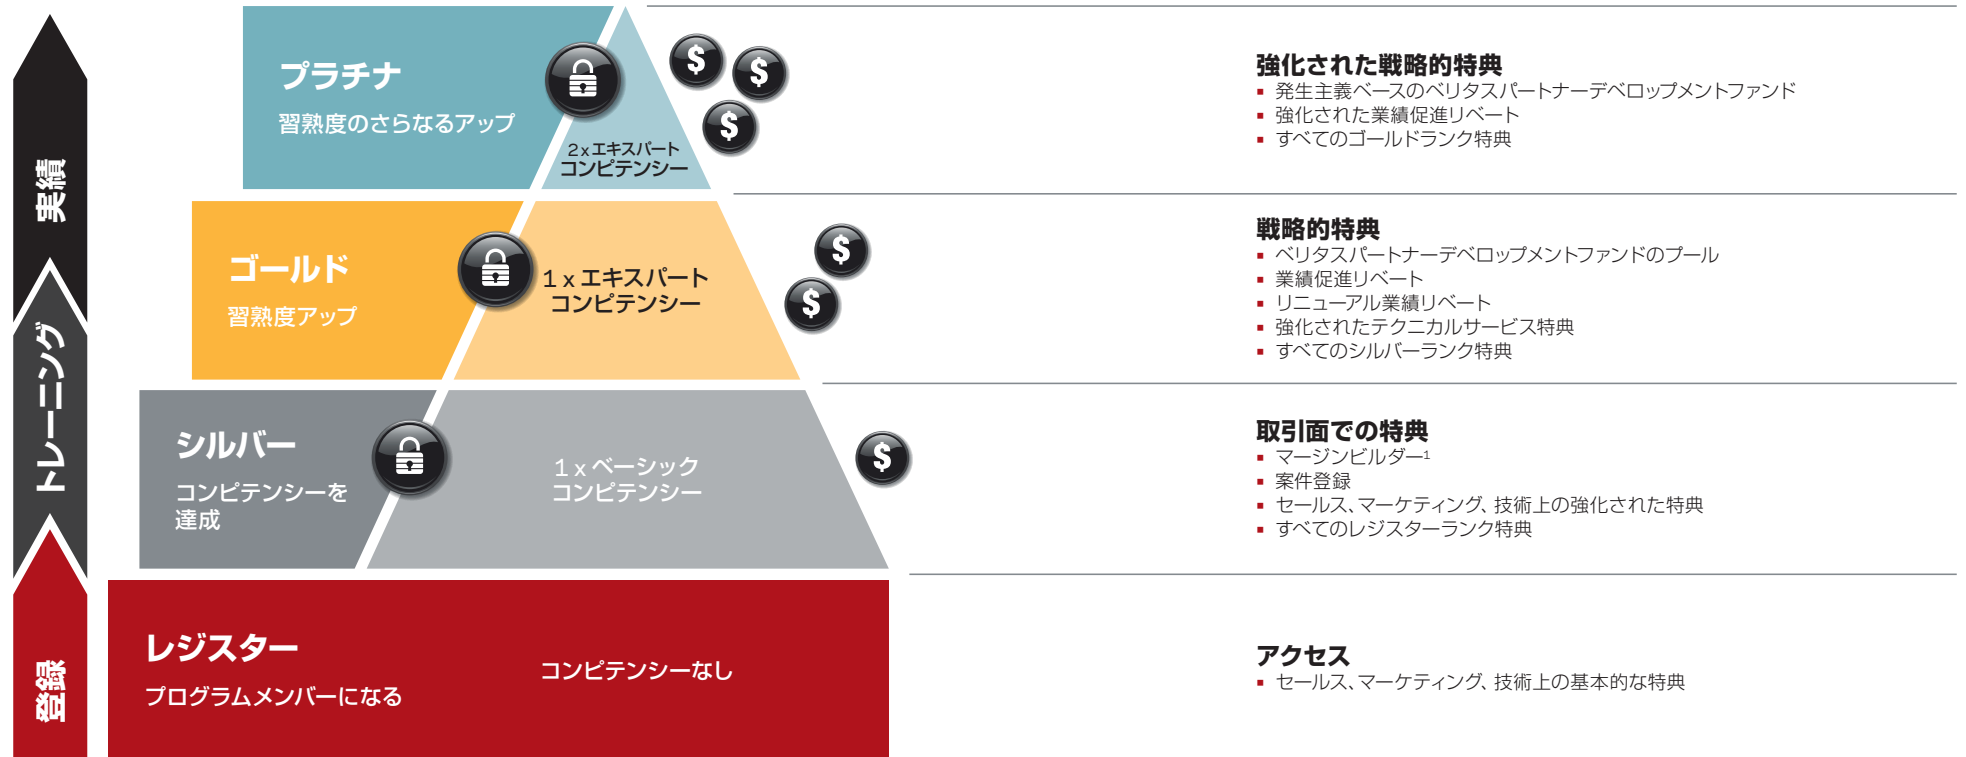 実績
トレーニング
登録
プラチナ
習熟度のさらなるアップ
2xエキスパート
コンピテンシー
$
$
$
強化された戦略的特典
▪ 発生主義ベースのベリタスパートナーデベロップメントファンド
▪ 強化された業績促進リベート
▪ すべてのゴールドランク特典
ゴールド
習熟度アップ
1 x エキスパート
コンピテンシー
$
$
戦略的特典
▪ ベリタスパートナーデベロップメントファンドのプール
▪ 業績促進リベート
▪ リニューアル業績リベート
▪ 強化されたテクニカルサービス特典
▪ すべてのシルバーランク特典
シルバー
コンピテンシーを
達成
1 x ベーシック
コンピテンシー
$
取引面での特典
▪ マージンビルダー1
▪ 案件登録
▪ セールス、マーケティング、技術上の強化された特典
▪ すべてのレジスターランク特典
レジスター
プログラムメンバーになる
コンピテンシーなし
アクセス
▪ セールス、マーケティング、技術上の基本的な特典